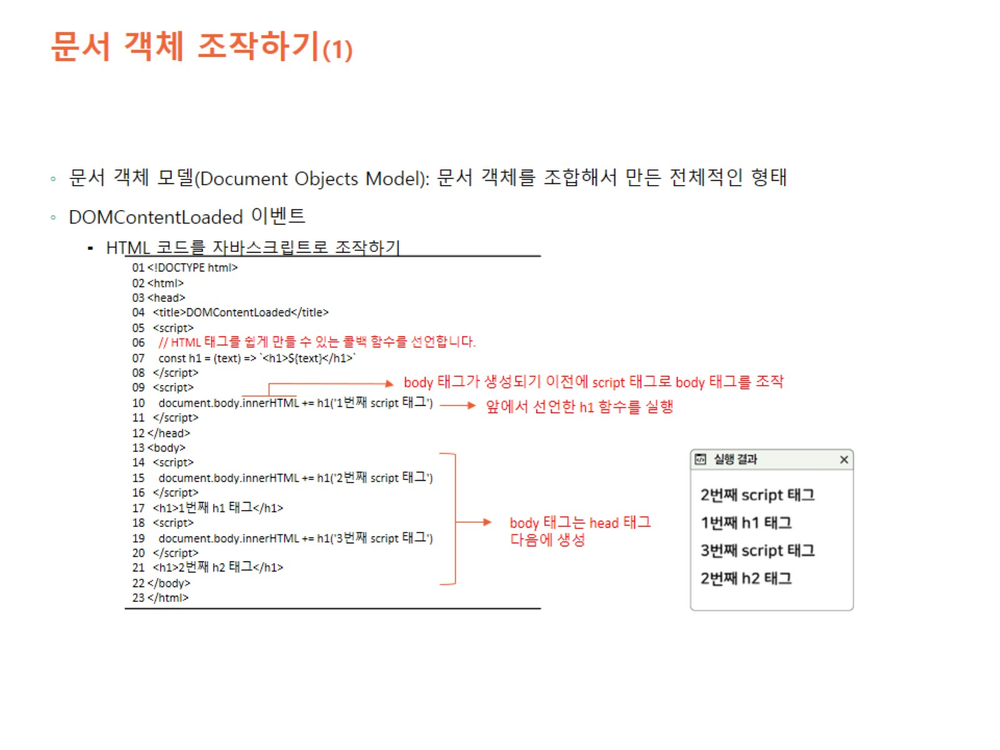 문서 객체 조작하기(1)
◦ 문서 객체 모델(Document Objects Model): 문서 객체를 조합해서 만든 전체적인 형태
◦ DOMContentLoaded 이벤트
▪ HTML 코드를 자바스크립트로 조작하기
01 <!DOCTYPE html>
02 <html>
03 <head>
04 <title>DOMContentLoaded</title>
05 <script>
06 // HTML 태그를 쉽게 만들 수 있는 콜백 함수를 선언합니다.
07 const h1 = (text) => `<h1>${text}</h1>`
08 </script>
09 <script>
body 태그가 생성되기 이전에 script 태그로 body 태그를 조작
10 document.body.innerHTML += h1('1번째 script 태그')
앞에서 선언한 h1 함수를 실행
11 </script>
12 </head>
13 <body>
14 <script>
15 document.body.innerHTML += h1('2번째 script 태그')
16 </script>
17 <h1>1번째 h1 태그</h1>
18 <script>
19 document.body.innerHTML += h1('3번째 script 태그')
20 </script>
21 <h1>2번째 h2 태그</h1>
22 </body>
23 </html>
body 태그는 head 태그
다음에 생성
실행 결과
2번째 script 태그
1번째 h1 태그
3번째 script 태그
2번째 h2 태그